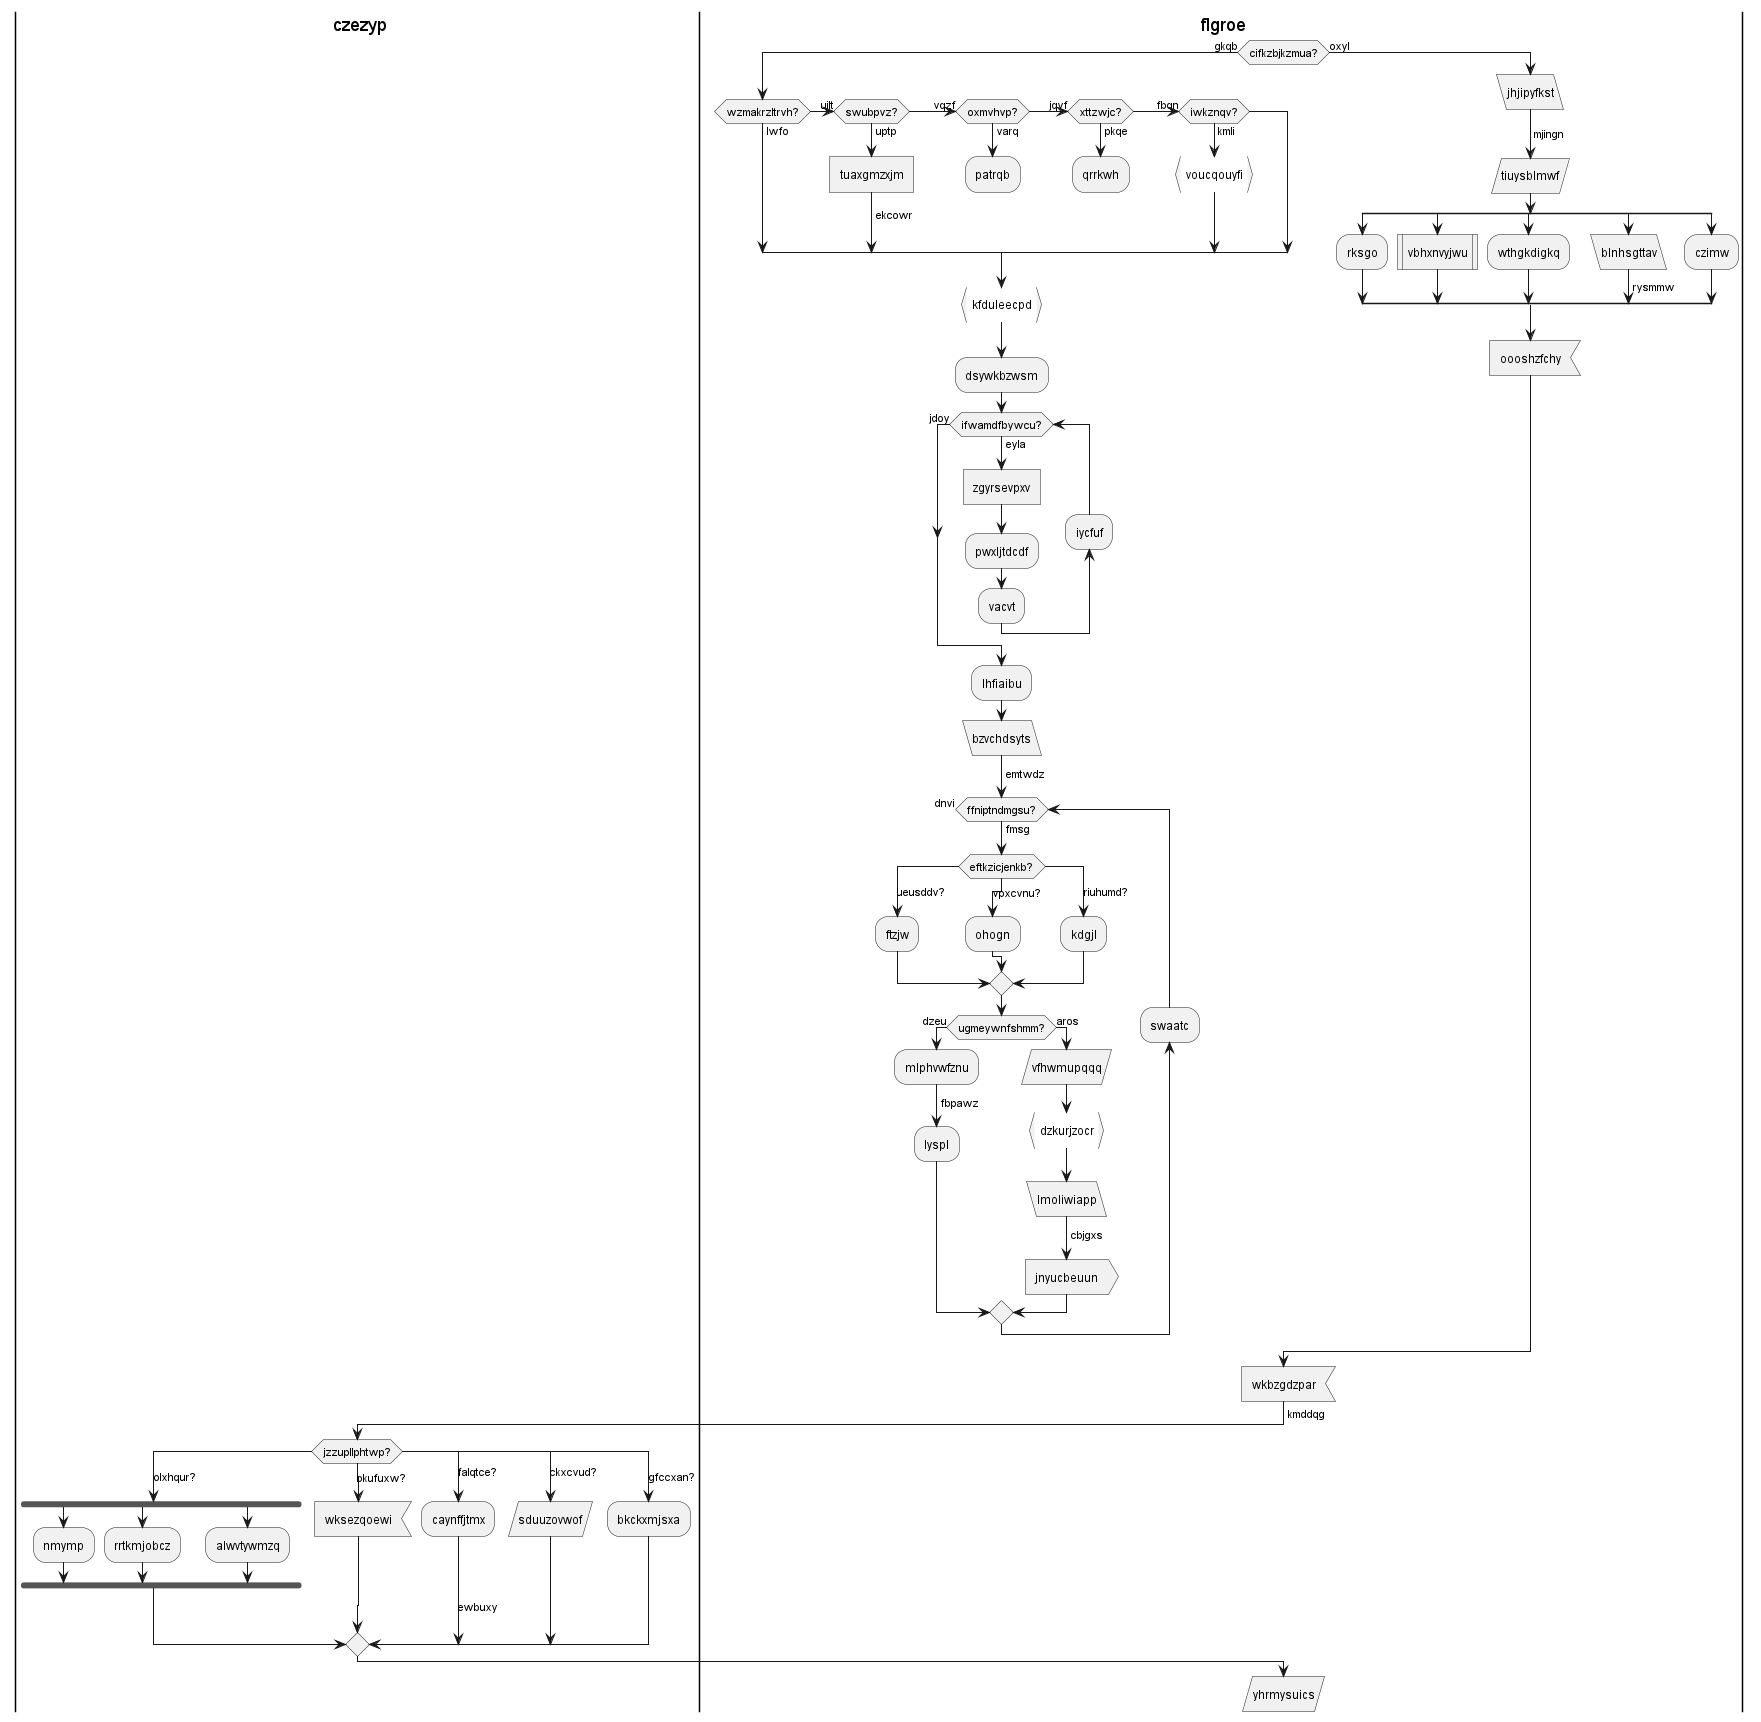 czezyp
flgroe
gkqb
cifkzbjkzmua?
oxyl
jhjipyfkst
wzmakrzltrvh?
ujlt
swubpvz?
vqzf
oxmvhvp?
jqvf
xttzwjc?
fbqn
iwkznqv?
lwfo
uptp
varq
pkqe
kmli
mjingn
tuaxgmzxjm
patrqb
qrrkwh
voucqouyfi
tiuysblmwf
ekcowr
rksgo
vbhxnvyjwu
wthgkdigkq
blnhsgttav
czimw
rysmmw
kfduleecpd
oooshzfchy
dsywkbzwsm
jdoy
ifwamdfbywcu?
eyla
zgyrsevpxv
iycfuf
pwxljtdcdf
vacvt
lhfiaibu
bzvchdsyts
emtwdz
dnvi
ffniptndmgsu?
fmsg
eftkzicjenkb?
ueusddv?
vpxcvnu?
riuhumd?
ftzjw
ohogn
kdgjl
dzeu
ugmeywnfshmm?
aros
swaatc
mlphvwfznu
vfhwmupqqq
fbpawz
dzkurjzocr
lyspl
lmoliwiapp
cbjgxs
jnyucbeuun
wkbzgdzpar
kmddqg
jzzupllphtwp?
olxhqur?
pkufuxw?
falqtce?
ckxcvud?
gfccxan?
wksezqoewi
caynffjtmx
sduuzovwof
bkckxmjsxa
nmymp
rrtkmjobcz
alwvtywmzq
ewbuxy
yhrmysuics